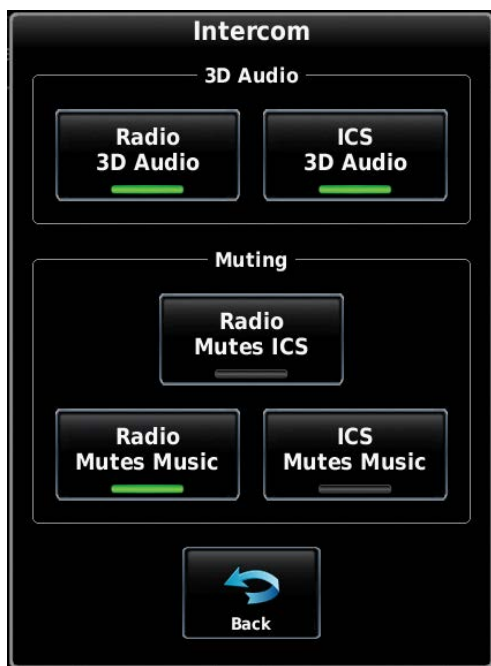 Intercom
3D Audio
Radio
3D Audio
ICS
3D Audio
Muting
Radio
Mutes ICS
Radio
Mutes Music
ICS
Mutes Music
Back